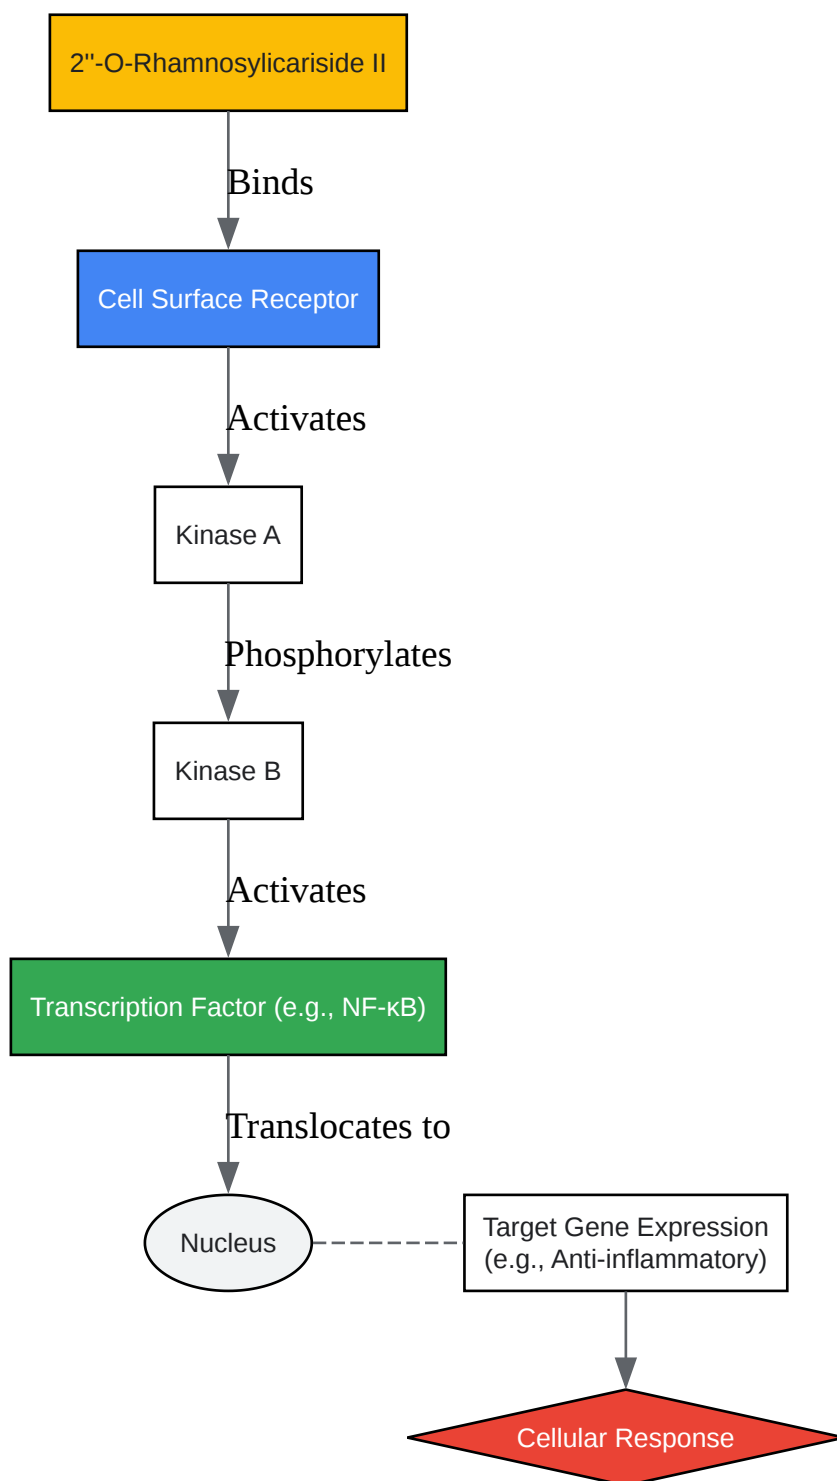 2''-O-Rhamnosylicariside II
Binds
Cell Surface Receptor
Activates
Kinase A
Phosphorylates
Kinase B
Activates
Transcription Factor (e.g., NF-κB)
Translocates to
Nucleus
Target Gene Expression
(e.g., Anti-inflammatory)
Cellular Response